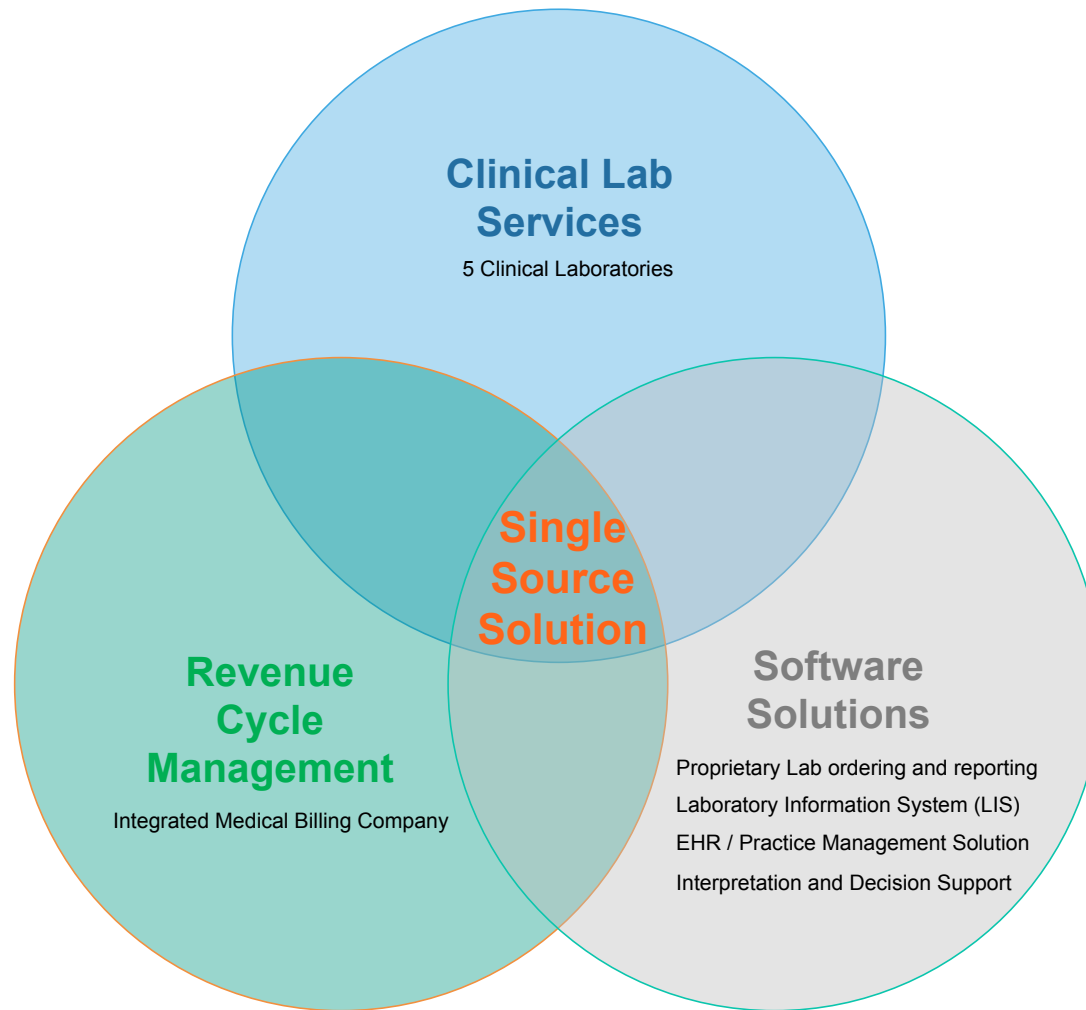 Clinical Lab
Services
5 Clinical Laboratories
Single
Source
Solution
Revenue
Cycle
Management
Integrated Medical Billing Company
Software
Solutions
Proprietary Lab ordering and reporting
Laboratory Information System (LIS)
EHR / Practice Management Solution
Interpretation and Decision Support